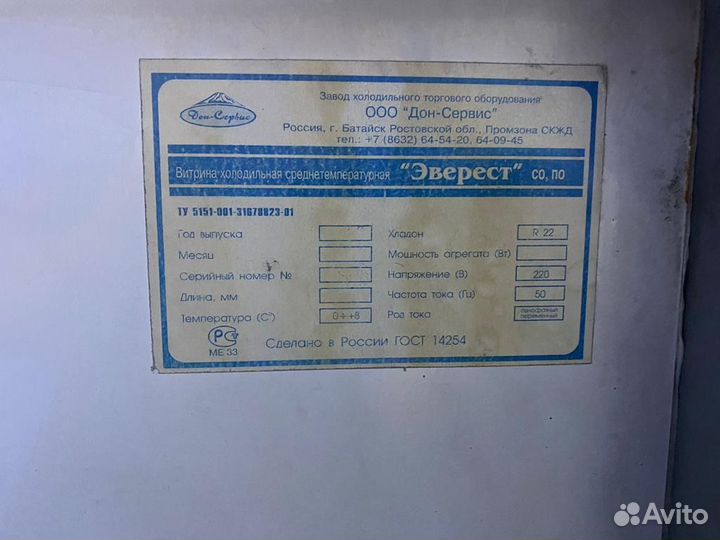 Дон-Сервис
Завод холодильного торгового оборудования
ООО "Дон-Сервис"
Россия, г. Батайск Ростовской обл., Промзона СКЖД
тел.: +7 (8632) 64-54-20, 64-09-45
Витрина холодильная среднетемпературная "Эверест" СО, ПО
ТУ 5151-001-31678823-01
Год выпуска
Хладон R 22
Месяц
Мощность агрегата (Вт)
Серийный номер №
Напряжение (В) 220
Длина, мм
Частота тока (Гц) 50
Температура (С°) 0÷+8
Род тока однофазный переменный
РС
МЕ 33
Сделано в России ГОСТ 14254
Avito